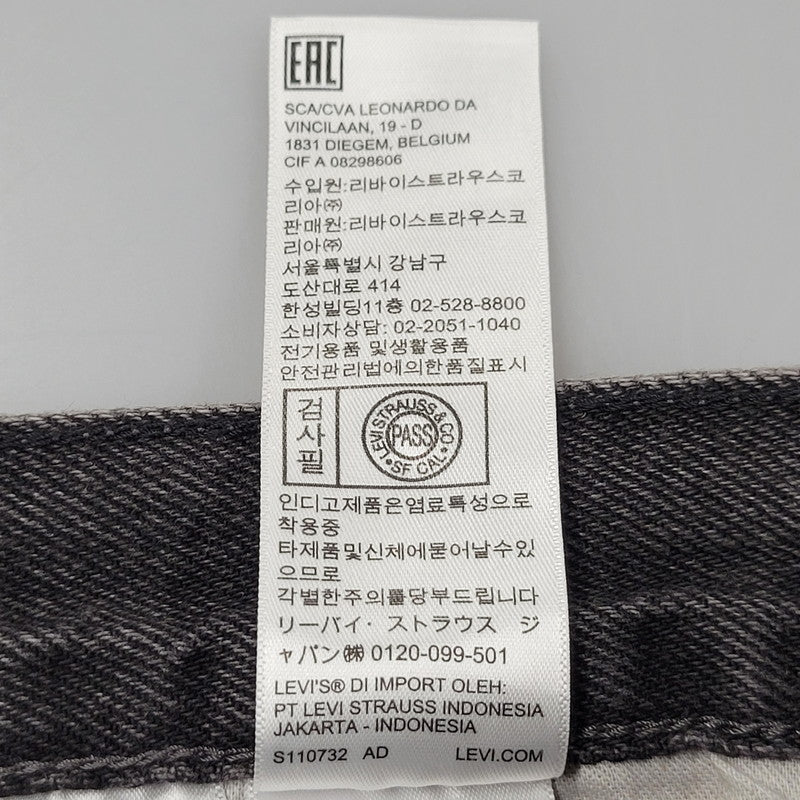 EAC
SCA/CVA LEONARDO DA
VINCILAAN, 19 - D
1831 DIEGEM, BELGIUM
CIF A 08298606
수입원:리바이스트라우스코
리아㈜
판매원:리바이스트라우스코
리아㈜
서울특별시 강남구
도산대로 414
한성빌딩11층 02-528-8800
소비자상담: 02-2051-1040
전기용품 및생활용품
안전관리법에의한품질표시
검
사
필
LEVI STRAUSS & CO
PASS
SF CAL
인디고제품은염료특성으로
착용중
타제품및신체에묻어날수있
으므로
각별한주의를당부드립니다
リーバイ・ ストラウス ジ
ャパン㈱ 0120-099-501
LEVI'S® DI IMPORT OLEH:
PT LEVI STRAUSS INDONESIA
JAKARTA - INDONESIA
S110732 AD LEVI.COM